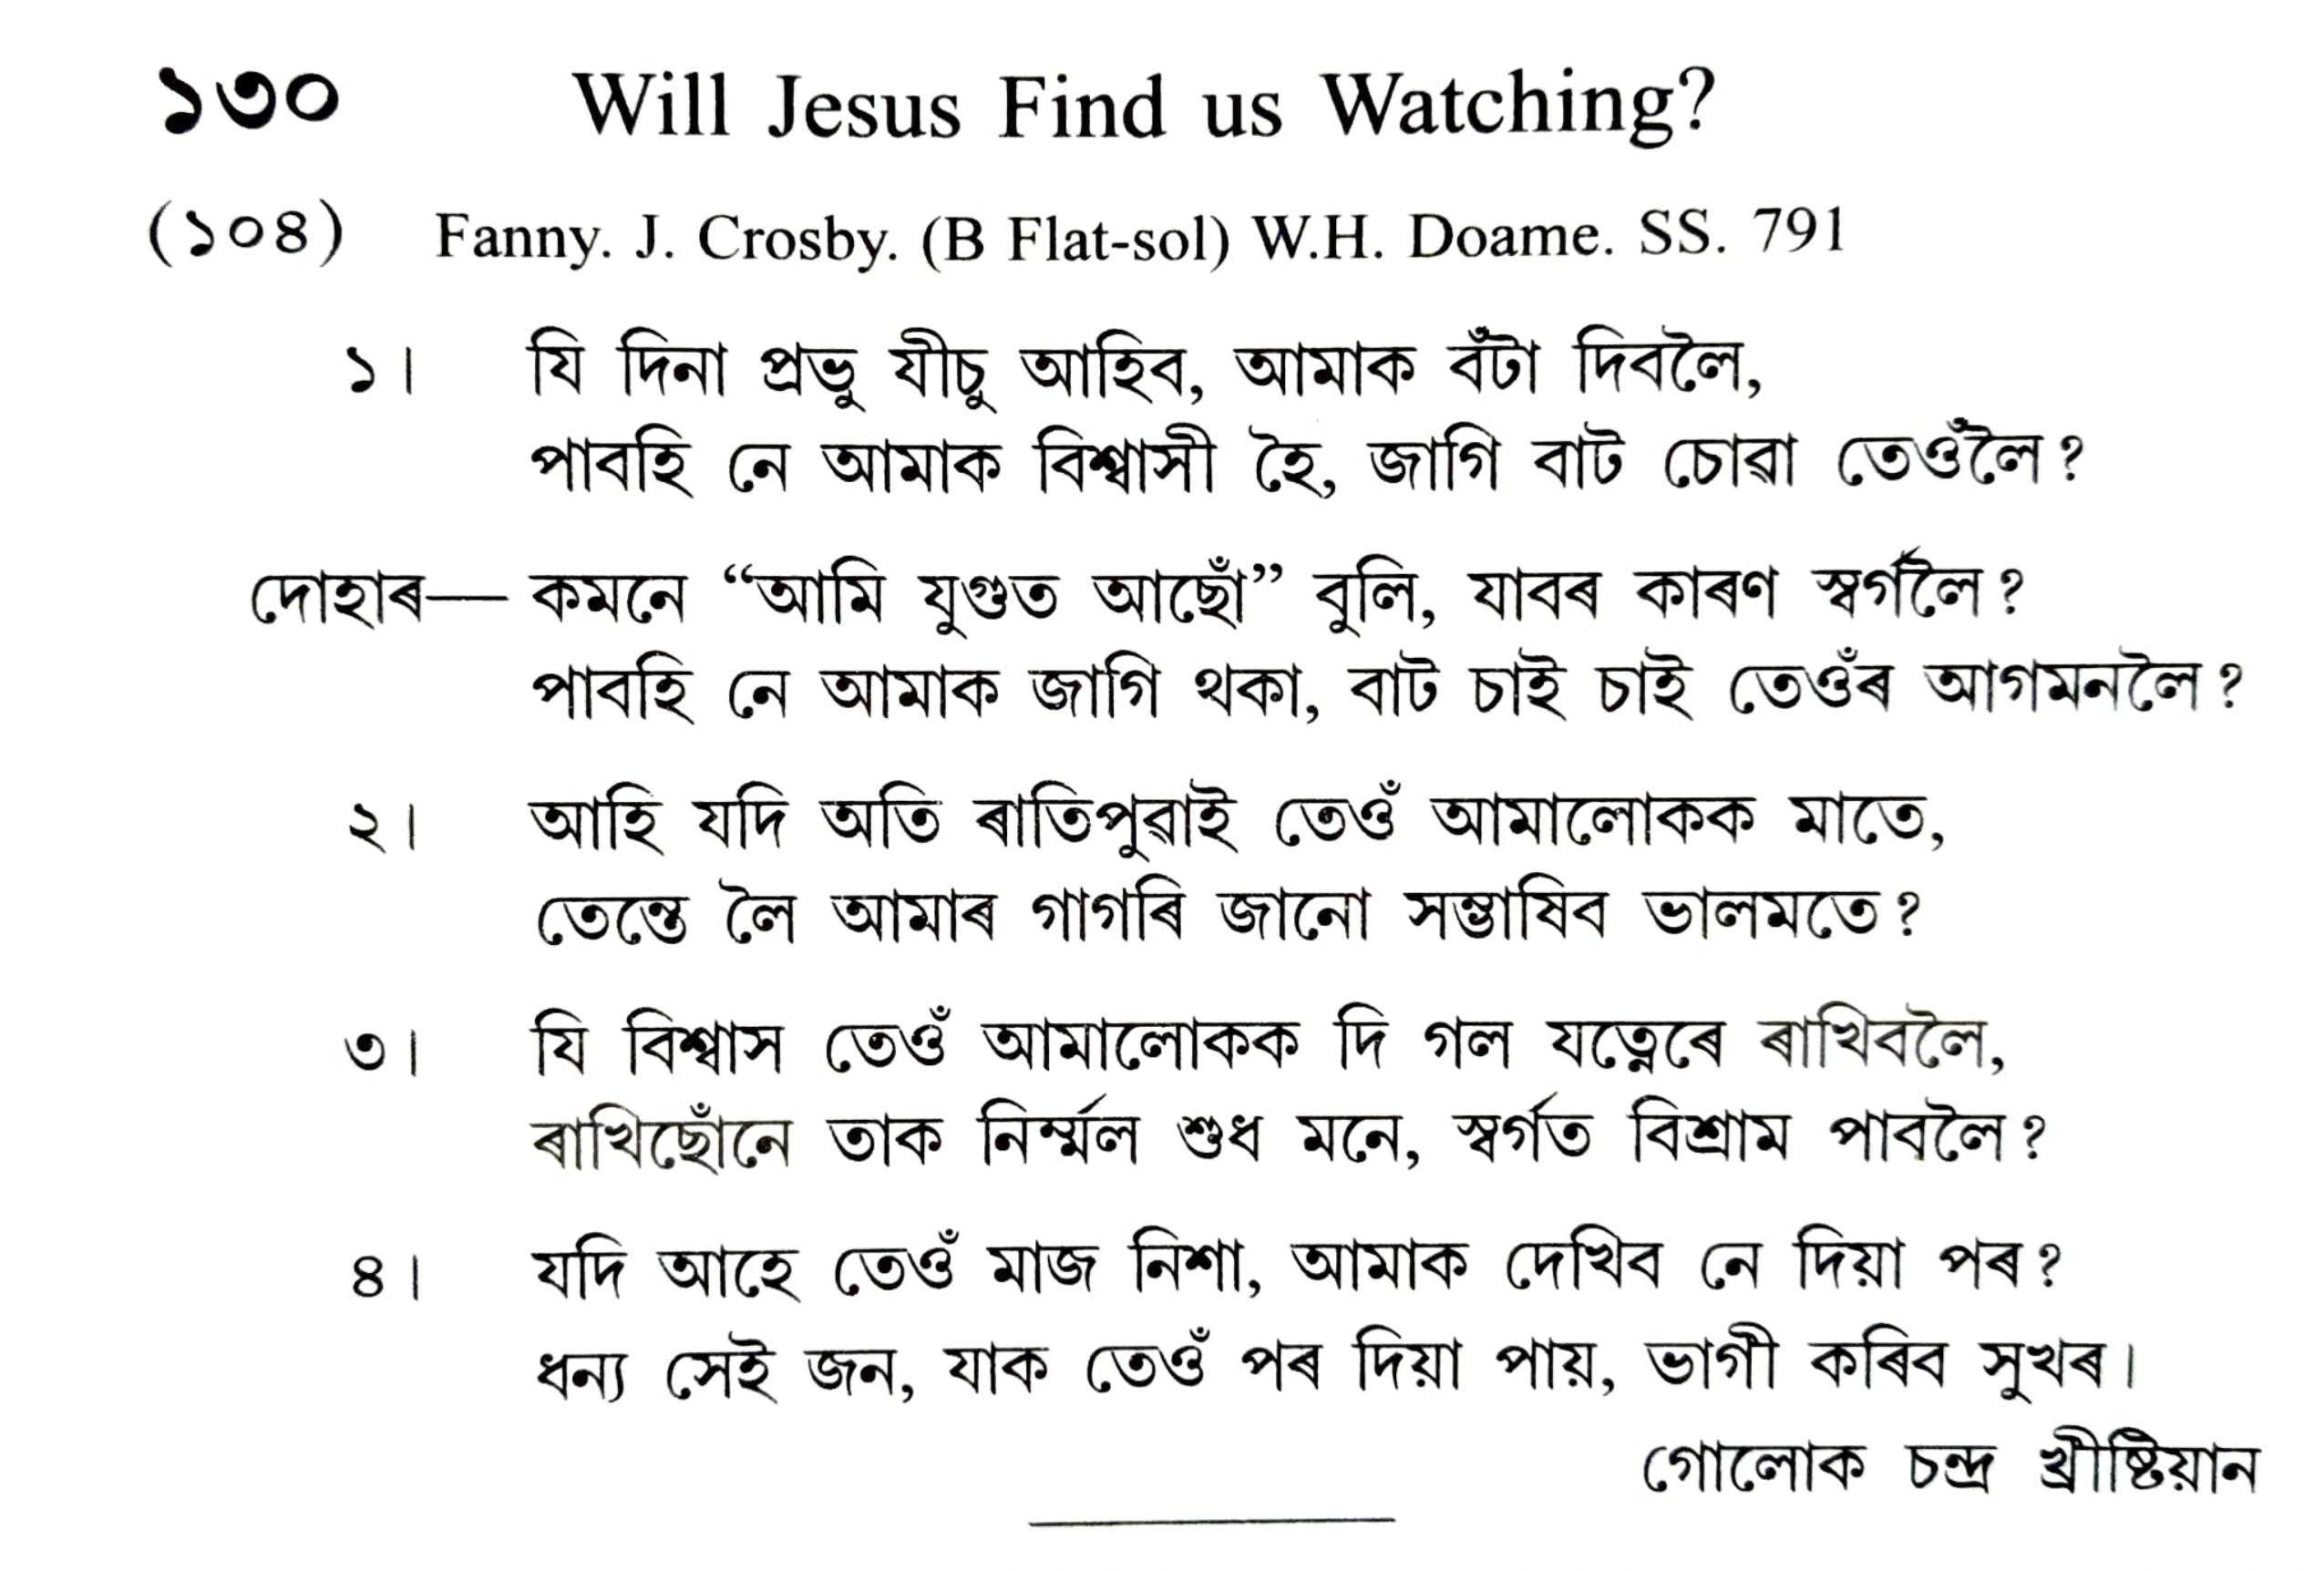 ১৩০ Will Jesus Find us Watching?
(১০৪) Fanny. J. Crosby. (B Flat-sol) W.H. Doame. SS. 791
১। যি দিনা প্ৰভু যীচু আহিব, আমাক বঁটা দিবলৈ,
পাবহি নে আমাক বিশ্বাসী হৈ, জাগি বাট চোৱা তেওঁলৈ?
দোহাৰ— কমনে “আমি যুগুত আছোঁ” বুলি, যাবৰ কাৰণ স্বৰ্গলৈ?
পাবহি নে আমাক জাগি থকা, বাট চাই চাই তেওঁৰ আগমনলৈ?
২। আহি যদি অতি ৰাতিপুৱাই তেওঁ আমালোকক মাতে,
তেন্তে লৈ আমাৰ গাগৰি জানো সম্ভাষিব ভালমতে?
৩। যি বিশ্বাস তেওঁ আমালোকক দি গল যত্নেৰে ৰাখিবলৈ,
ৰাখিছোঁনে তাক নিৰ্ম্মল শুধ মনে, স্বৰ্গত বিশ্ৰাম পাবলৈ?
৪। যদি আহে তেওঁ মাজ নিশা, আমাক দেখিব নে দিয়া পৰ?
ধন্য সেই জন, যাক তেওঁ পৰ দিয়া পায়, ভাগী কৰিব সুখৰ।
গোলোক চন্দ্ৰ খ্ৰীষ্টিয়ান